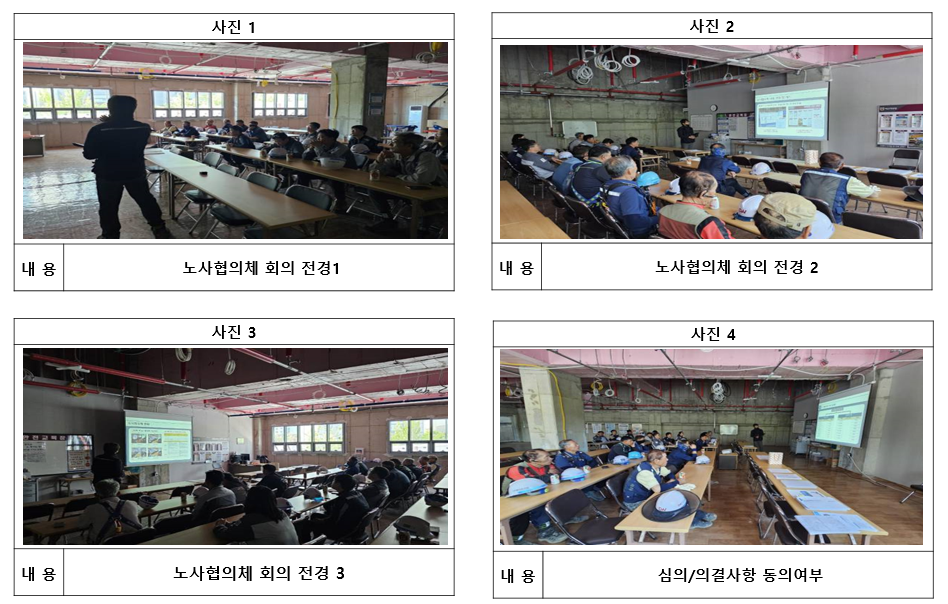 사진 1
사진 2
내 용
노사협의체 회의 전경1
내 용
노사협의체 회의 전경 2
사진 3
사진 4
내 용
노사협의체 회의 전경 3
내 용
심의/의결사항 동의여부